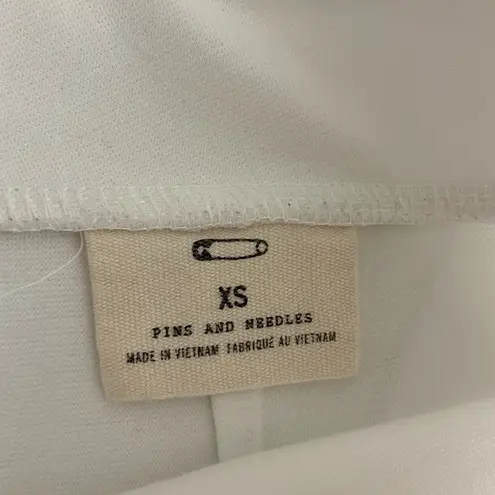 XS
PINS AND NEEDLES
MADE IN VIETNAM FABRIQUÉ AU VIETNAM